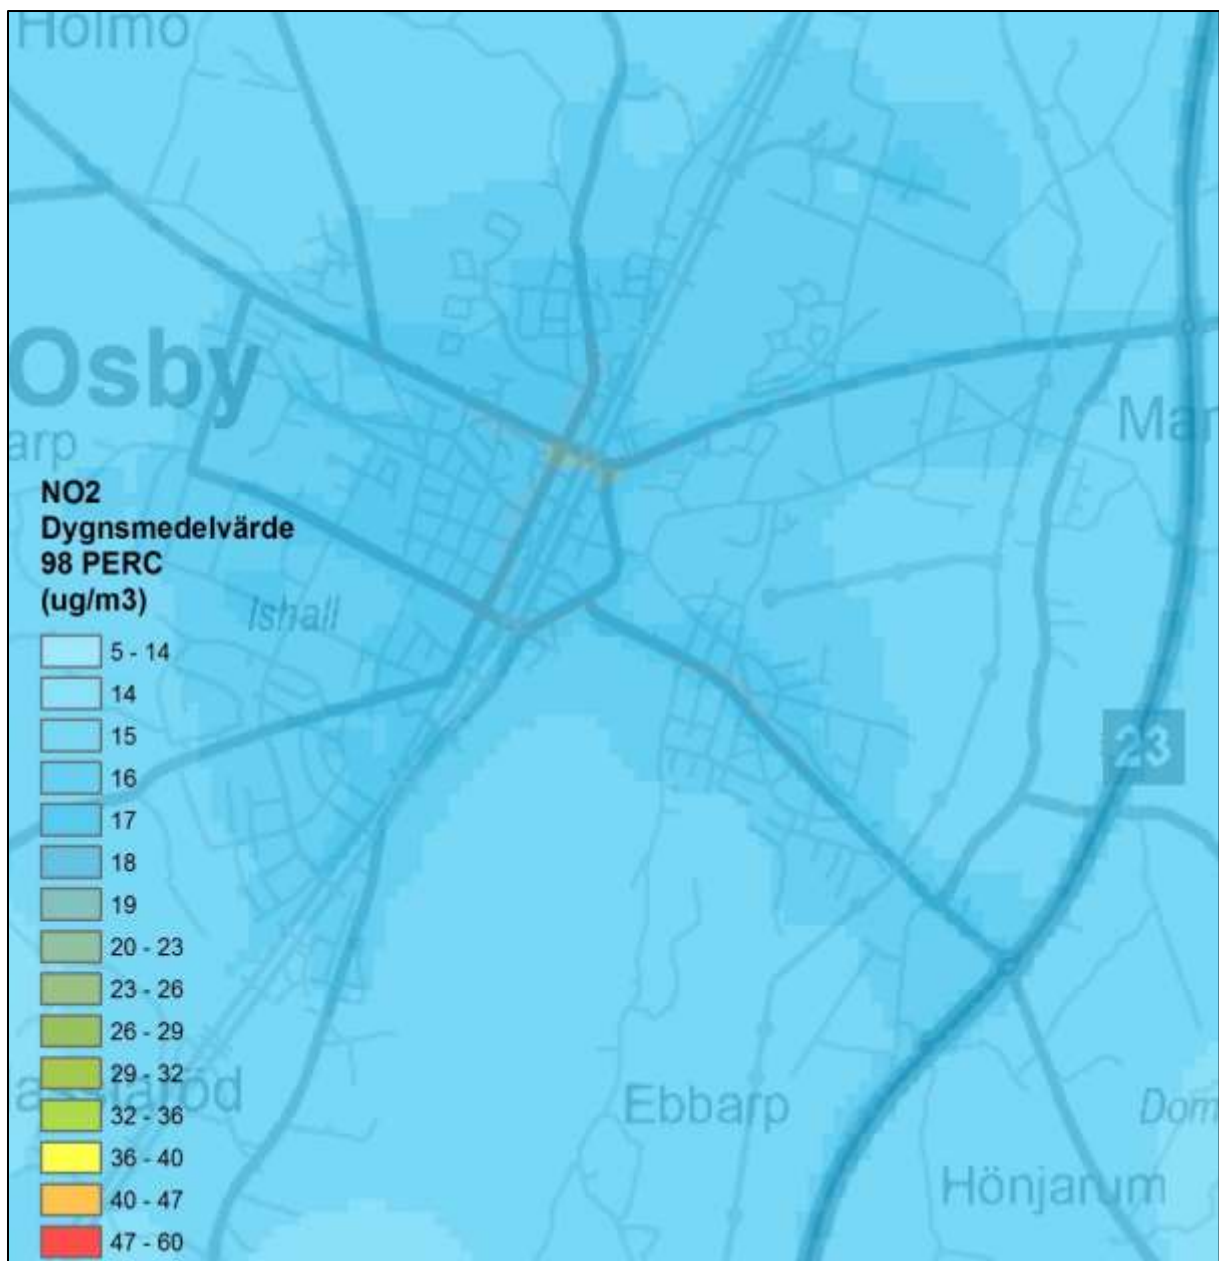 Holmo
Osby
arp
Mar
NO2
Dygnsmedelvärde
98 PERC
(ug/m3)
Ishall
5 - 14
14
15
16
17
18
19
20 - 23
23 - 26
26 - 29
29 - 32
32 - 36
36 - 40
40 - 47
47 - 60
23
Ebbarp
Dom
Hönjarum